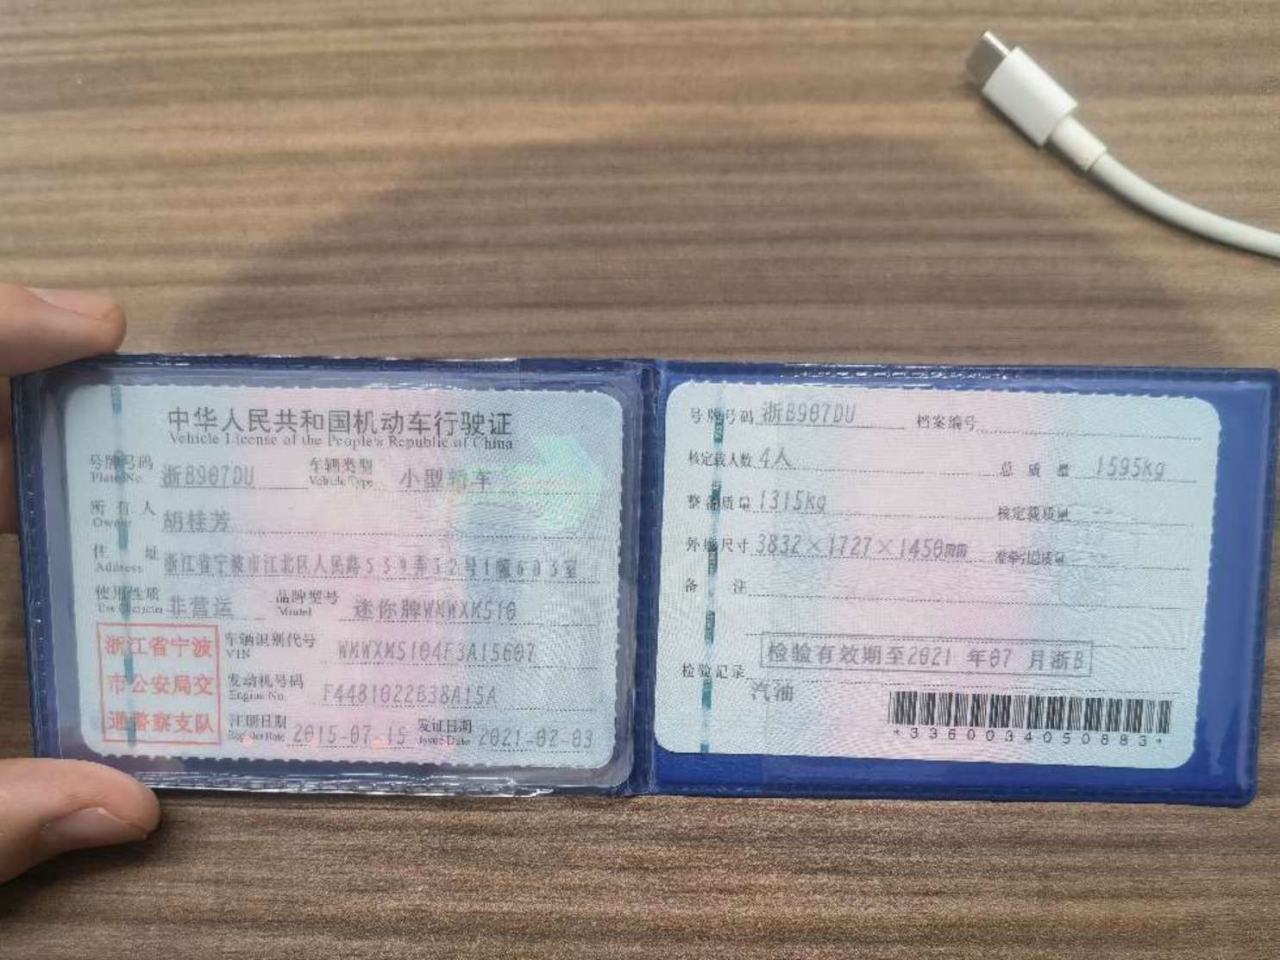 中华人民共和国机动车行驶证
Vehicle License of the People's Republic of China
号牌号码 浙B907DU 车辆类型 小型轿车
Plate No. Vehicle Type
所有人 胡桂芳
Owner
住址 浙江省宁波市江北区人民路539弄32号1幢603室
Address
使用性质 非营运 品牌型号 迷你牌WMWXM510
Use Character Model
浙江省宁波
市公安局交
通警察支队
车辆识别代号 WMWXM5104F3A15607
VIN
发动机号码 F4481022B38A15A
Engine No.
注册日期 2015-07-15 发证日期 2021-02-03
Register Date Issue Date
号牌号码 浙B907DU 档案编号
核定载人数 4人 总质量 1595kg
整备质量 1315kg 核定载质量
外廓尺寸 3832×1727×1450mm 准牵引总质量
备注
检验有效期至2021年07月浙B
检验记录
汽油
*3360034050883*